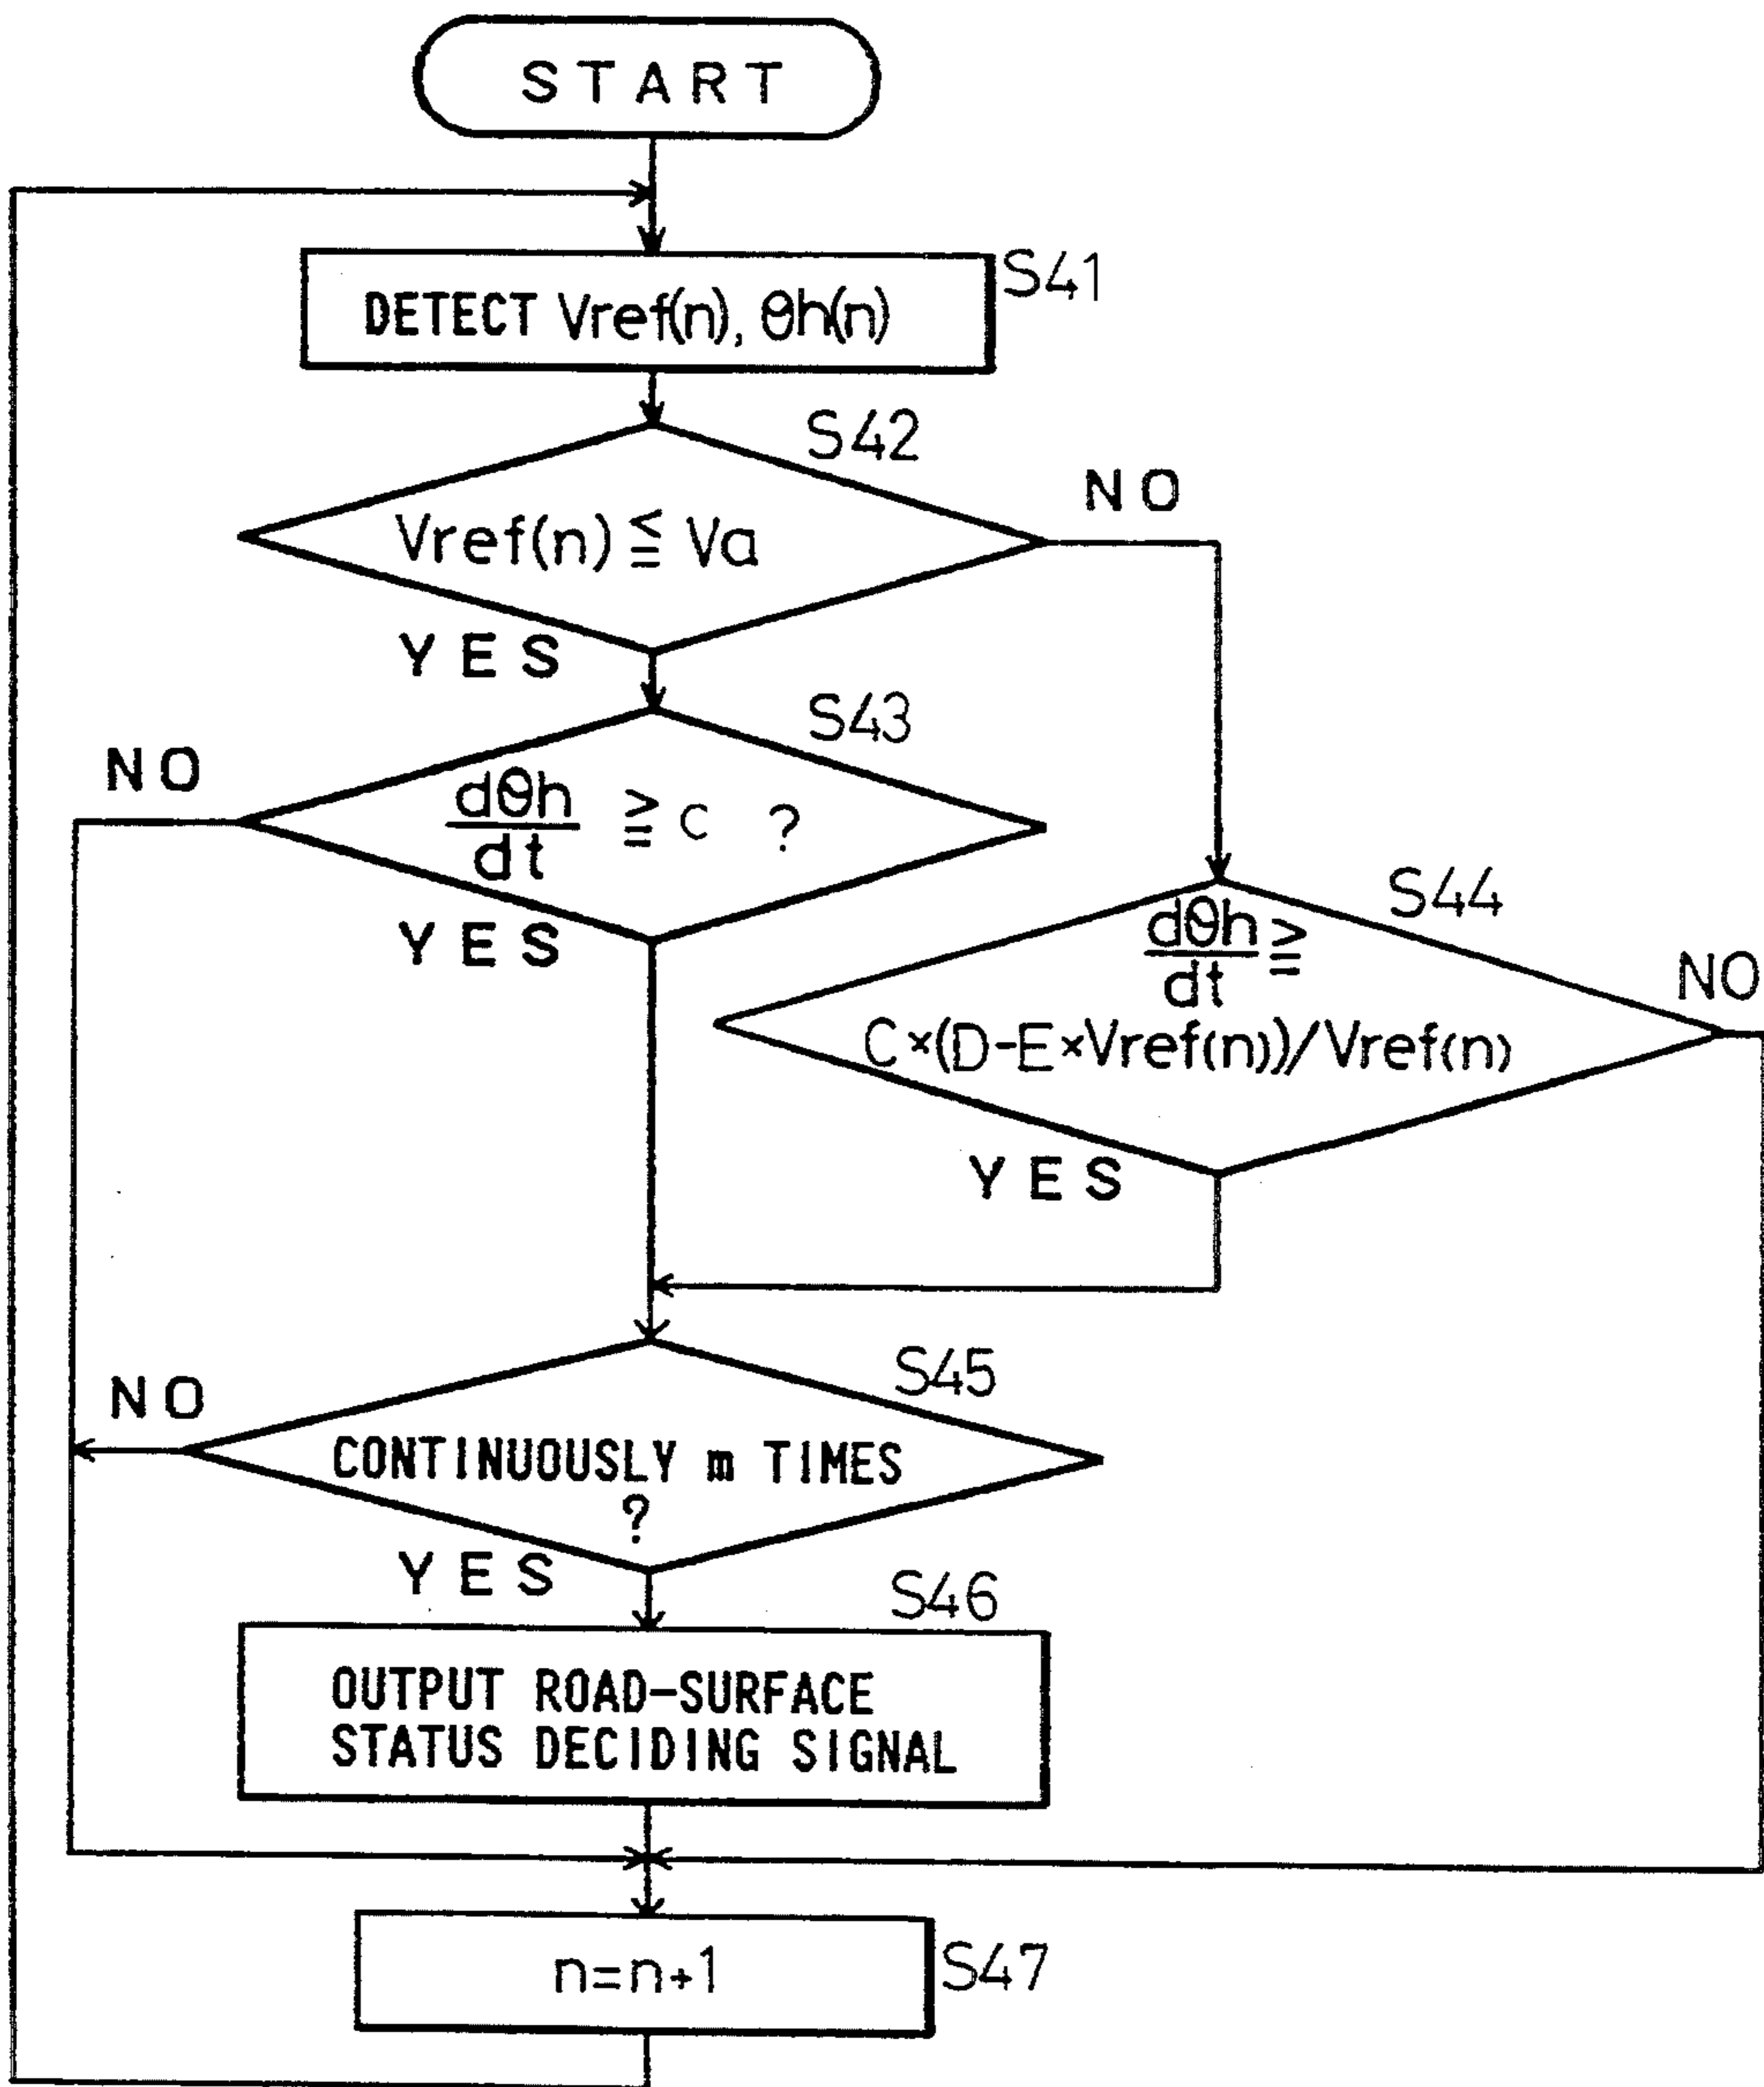 START
DETECT Vref(n), θh(n)
S41
S42
Vref(n) ≦ Va
NO
YES
S43
NO
dθh
dt
≧ C ?
YES
S44
dθh
dt
≧
C×(D-E×Vref(n))/Vref(n)
NO
YES
S45
NO
CONTINUOUSLY m TIMES
?
YES
S46
OUTPUT ROAD-SURFACE
STATUS DECIDING SIGNAL
n=n+1
S47